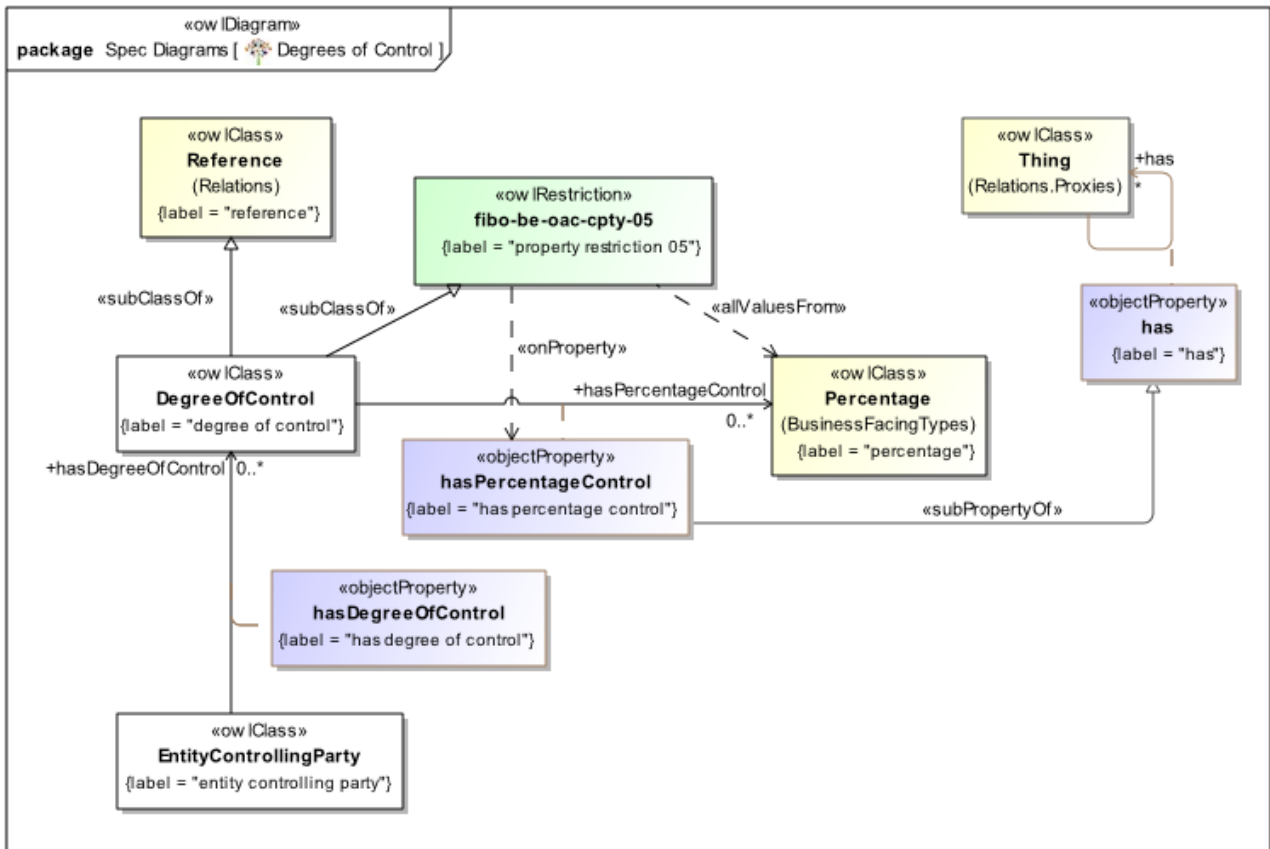 «owlDiagram»
package Spec Diagrams [ Degrees of Control ]
«owlClass»
Reference
(Relations)
{label = "reference"}
«owlRestriction»
fibo-be-oac-cpty-05
{label = "property restriction 05"}
«owlClass»
Thing
(Relations.Proxies)
+has
*
«subClassOf»
«subClassOf»
«allValuesFrom»
«onProperty»
«objectProperty»
has
{label = "has"}
«owlClass»
DegreeOfControl
{label = "degree of control"}
+hasPercentageControl
0..*
«owlClass»
Percentage
(BusinessFacingTypes)
{label = "percentage"}
+hasDegreeOfControl 0..*
«objectProperty»
hasPercentageControl
{label = "has percentage control"}
«subPropertyOf»
«objectProperty»
hasDegreeOfControl
{label = "has degree of control"}
«owlClass»
EntityControllingParty
{label = "entity controlling party"}